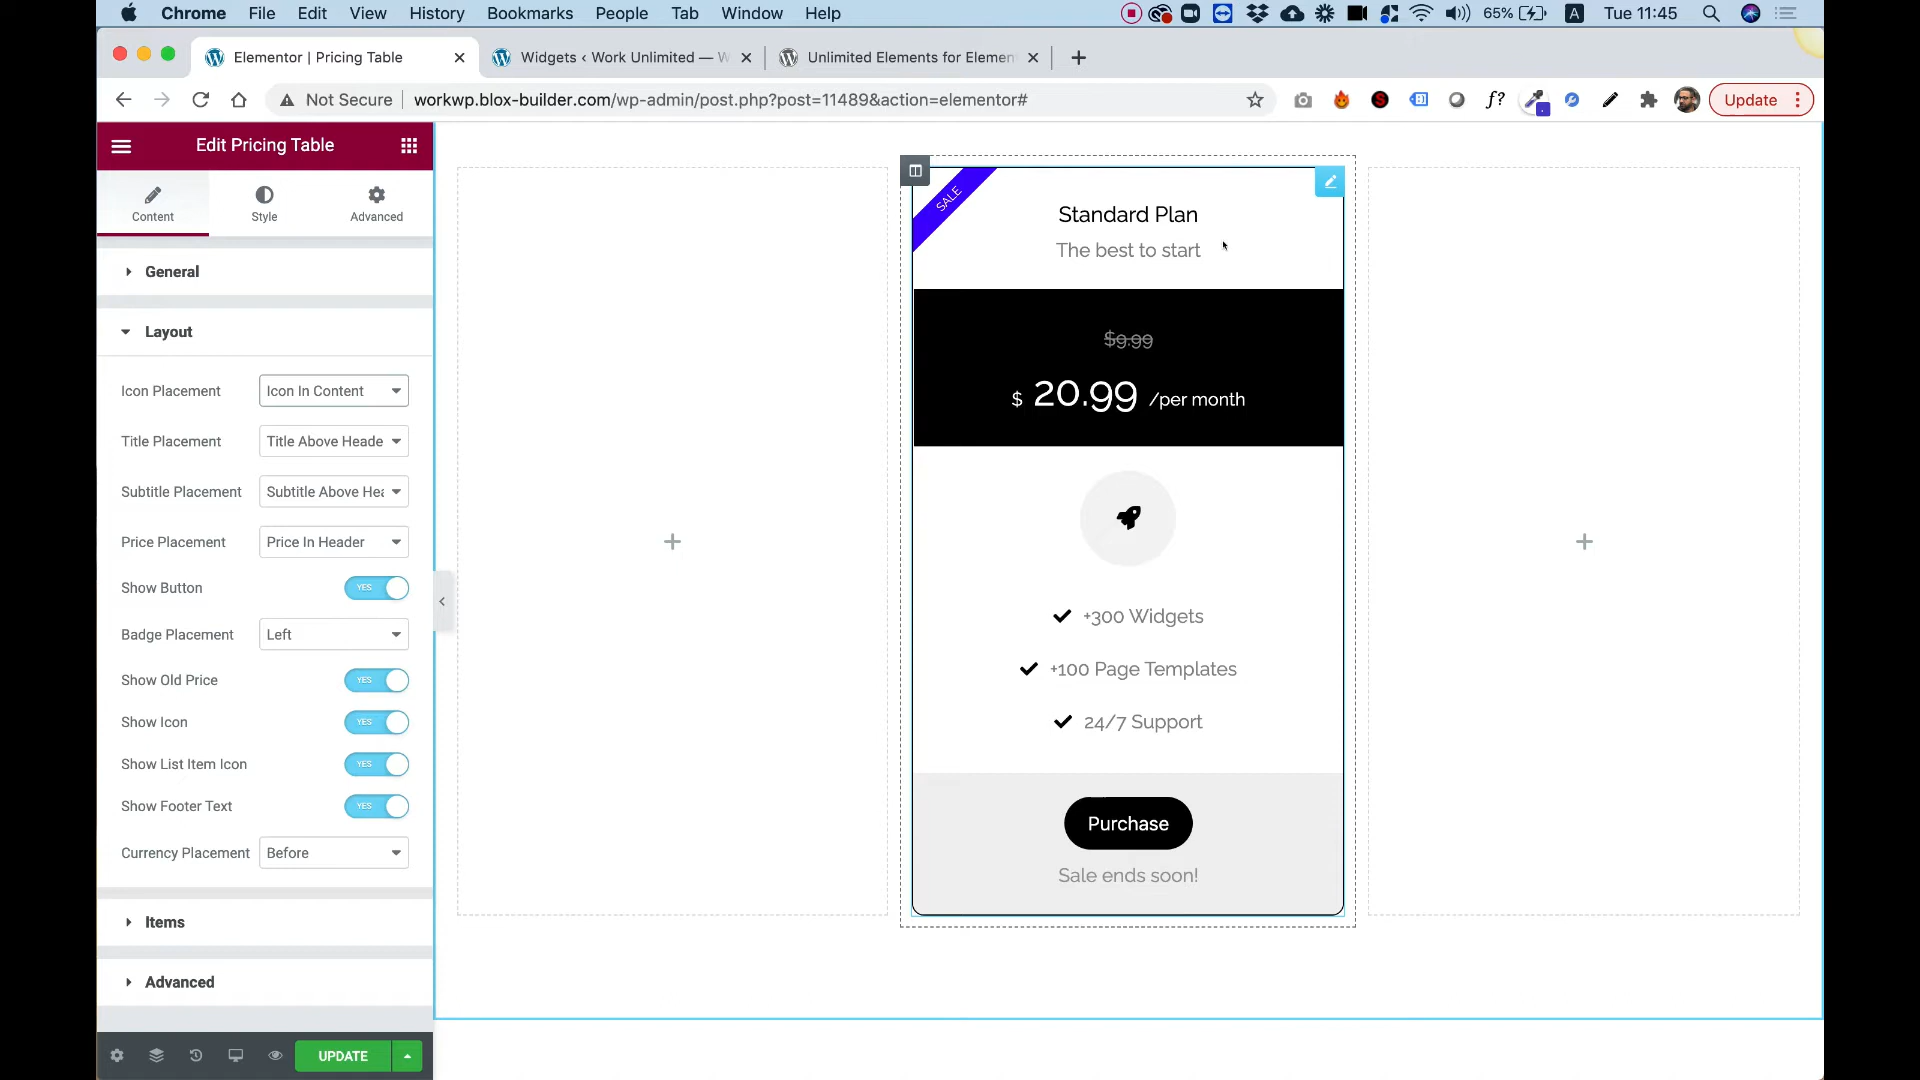 Chrome File Edit View History Bookmarks People Tab Window Help 65% A Tue 11:45
Elementor | Pricing Table
Widgets ‹ Work Unlimited — W
Unlimited Elements for Elemen
Not Secure workwp.blox-builder.com/wp-admin/post.php?post=11489&action=elementor#
f?
Update
Edit Pricing Table
Content Style Advanced
General
Layout
Icon Placement Icon In Content
Title Placement Title Above Heade
Subtitle Placement Subtitle Above Hea
Price Placement Price In Header
Show Button YES
Badge Placement Left
Show Old Price YES
Show Icon YES
Show List Item Icon YES
Show Footer Text YES
Currency Placement Before
Items
Advanced
UPDATE
SALE
Standard Plan
The best to start
$9.99
$ 20.99 /per month
+300 Widgets
+100 Page Templates
24/7 Support
Purchase
Sale ends soon!